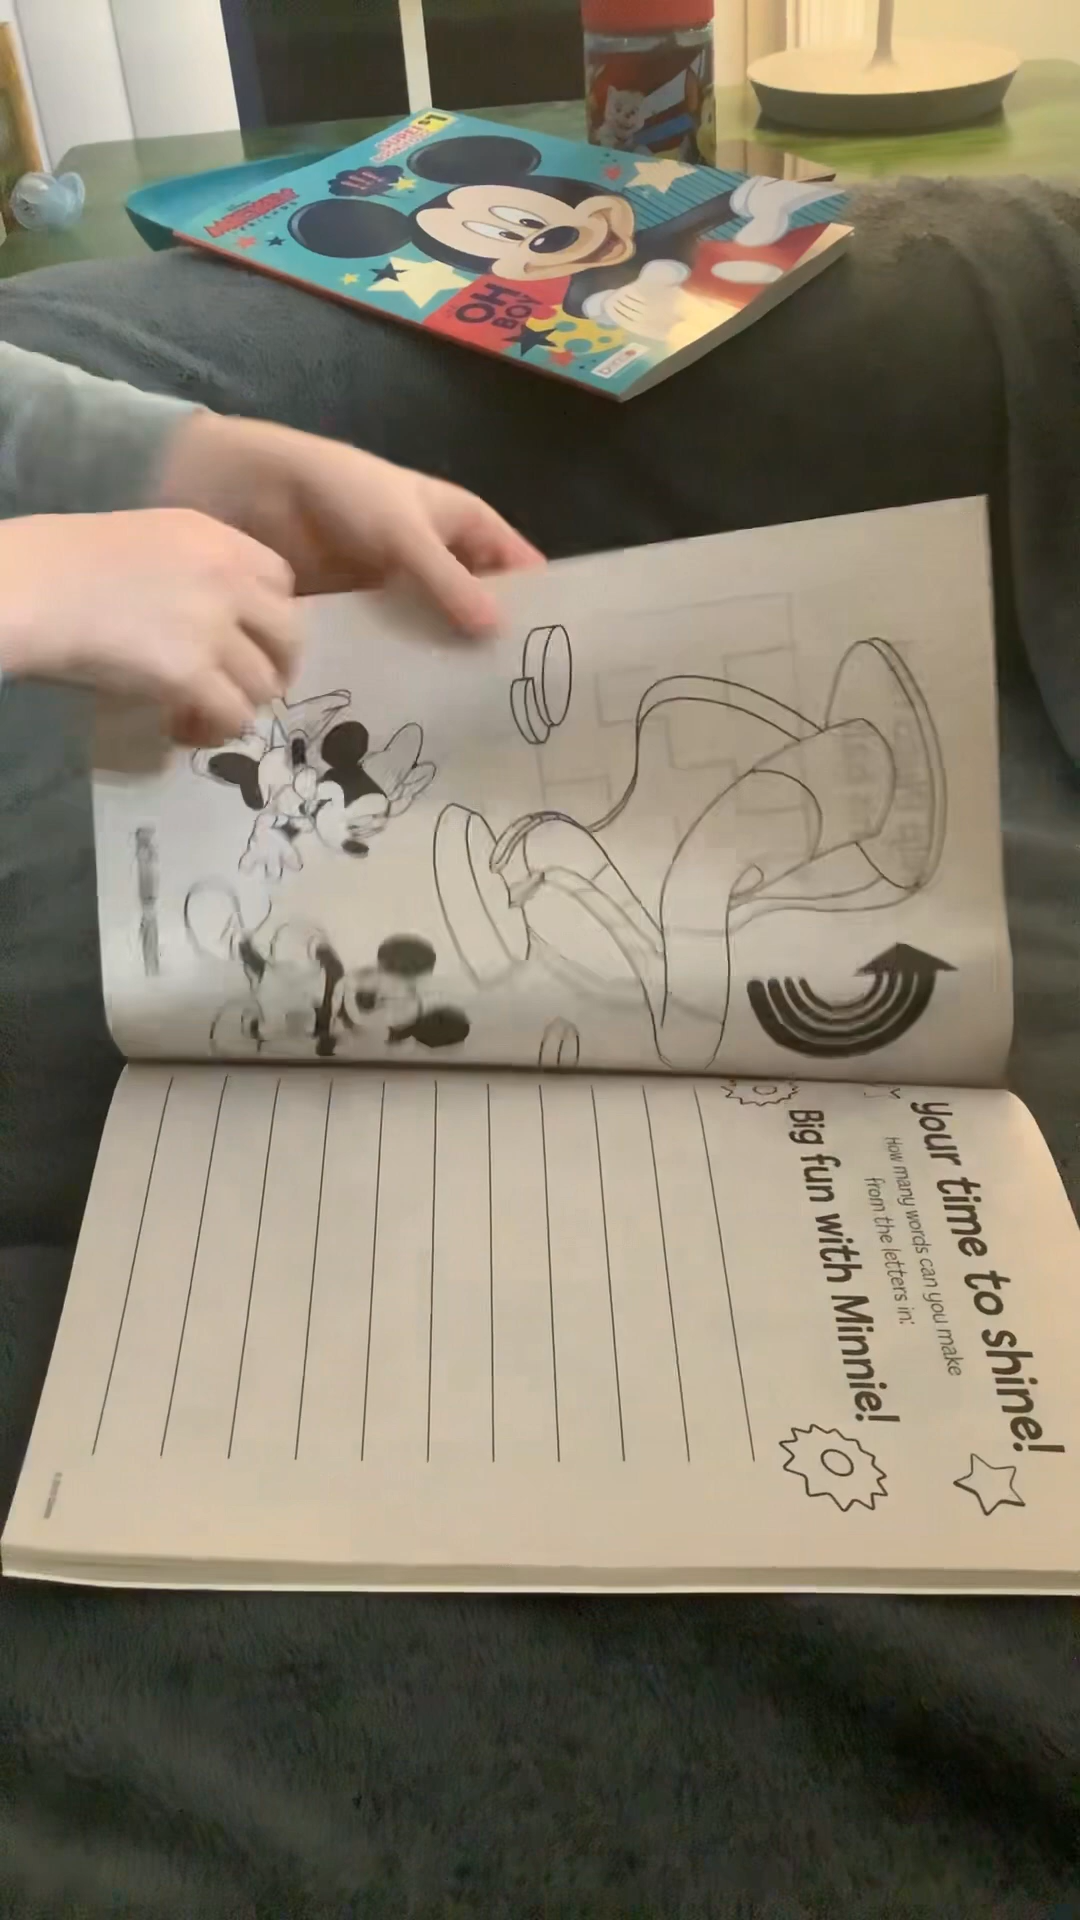 $1
OH
BOY
Your time to shine!
How many words can you make
from the letters in:
Big fun with Minnie!